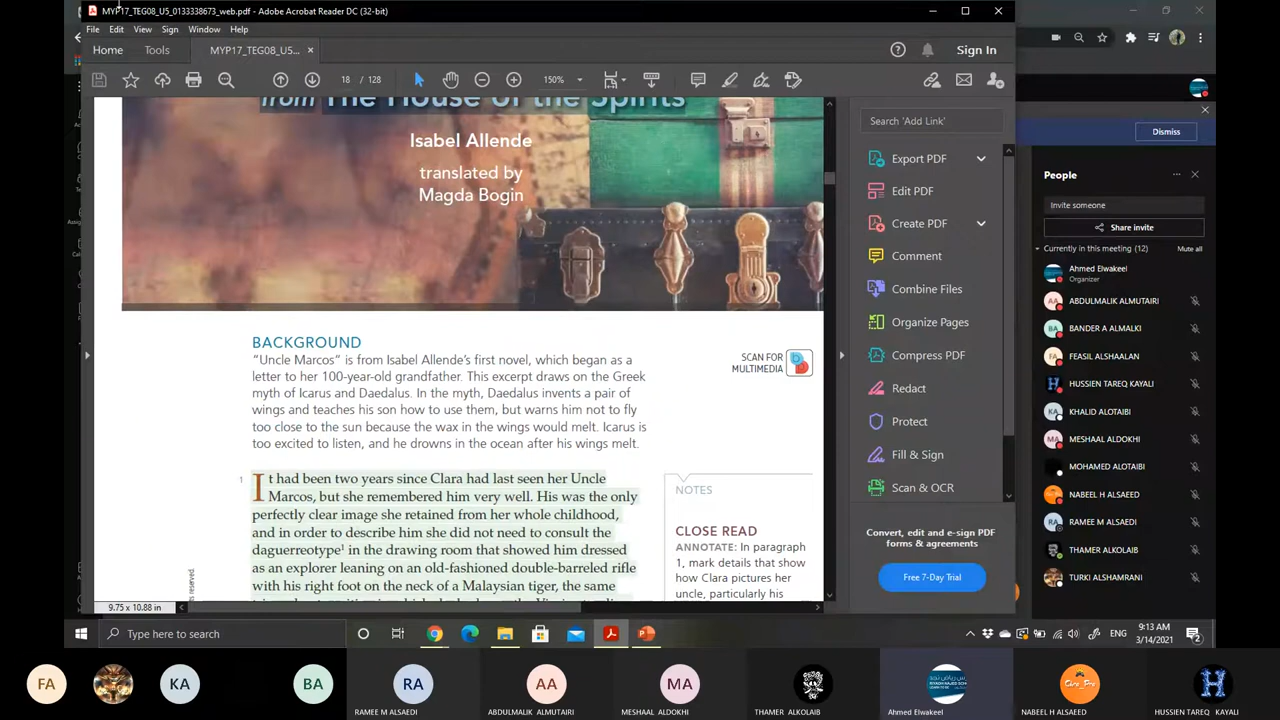 MYP17_TEG08_U5_0133338673_web.pdf - Adobe Acrobat Reader DC (32-bit)
File Edit View Sign Window Help
Home Tools MYP17_TEG08_U5... × Sign In
18 / 128 150%
from The House of the Spirits
Isabel Allende
translated by
Magda Bogin
BACKGROUND
“Uncle Marcos” is from Isabel Allende’s first novel, which began as a
letter to her 100-year-old grandfather. This excerpt draws on the Greek
myth of Icarus and Daedalus. In the myth, Daedalus invents a pair of
wings and teaches his son how to use them, but warns him not to fly
too close to the sun because the wax in the wings would melt. Icarus is
too excited to listen, and he drowns in the ocean after his wings melt.
SCAN FOR
MULTIMEDIA
1
It had been two years since Clara had last seen her Uncle
Marcos, but she remembered him very well. His was the only
perfectly clear image she retained from her whole childhood,
and in order to describe him she did not need to consult the
daguerreotype1 in the drawing room that showed him dressed
as an explorer leaning on an old-fashioned double-barreled rifle
with his right foot on the neck of a Malaysian tiger, the same
NOTES
CLOSE READ
ANNOTATE: In paragraph
1, mark details that show
how Clara pictures her
uncle, particularly his
s reserved.
9.75 x 10.88 in
Search 'Add Link'
Export PDF
Edit PDF
Create PDF
Comment
Combine Files
Organize Pages
Compress PDF
Redact
Protect
Fill & Sign
Scan & OCR
Convert, edit and e-sign PDF
forms & agreements
Free 7-Day Trial
Dismiss
People
Invite someone
Share invite
Currently in this meeting (12) Mute all
Ahmed Elwakeel
Organizer
AA ABDULMALIK ALMUTAIRI
BA BANDER A ALMALKI
FA FEASIL ALSHAALAN
HUSSIEN TAREQ KAYALI
KA KHALID ALOTAIBI
MA MESHAAL ALDOKHI
MOHAMED ALOTAIBI
NABEEL H ALSAEED
RA RAMEE M ALSAEDI
THAMER ALKOLAIB
TURKI ALSHAMRANI
Type here to search
ENG
9:13 AM
3/14/2021
2
FA KA BA RA AA MA
RAMEE M ALSAEDI ABDULMALIK ALMUTAIRI MESHAAL ALDOKHI THAMER ALKOLAIB Ahmed Elwakeel NABEEL H ALSAEED HUSSIEN TAREQ KAYALI